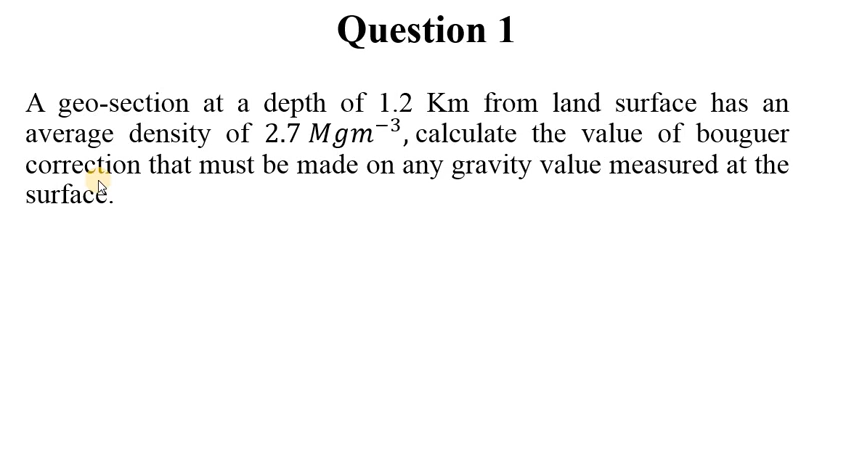 Question 1
A geo-section at a depth of 1.2 Km from land surface has an
average density of 2.7 Mgm⁻³, calculate the value of bouguer
correction that must be made on any gravity value measured at the
surface.